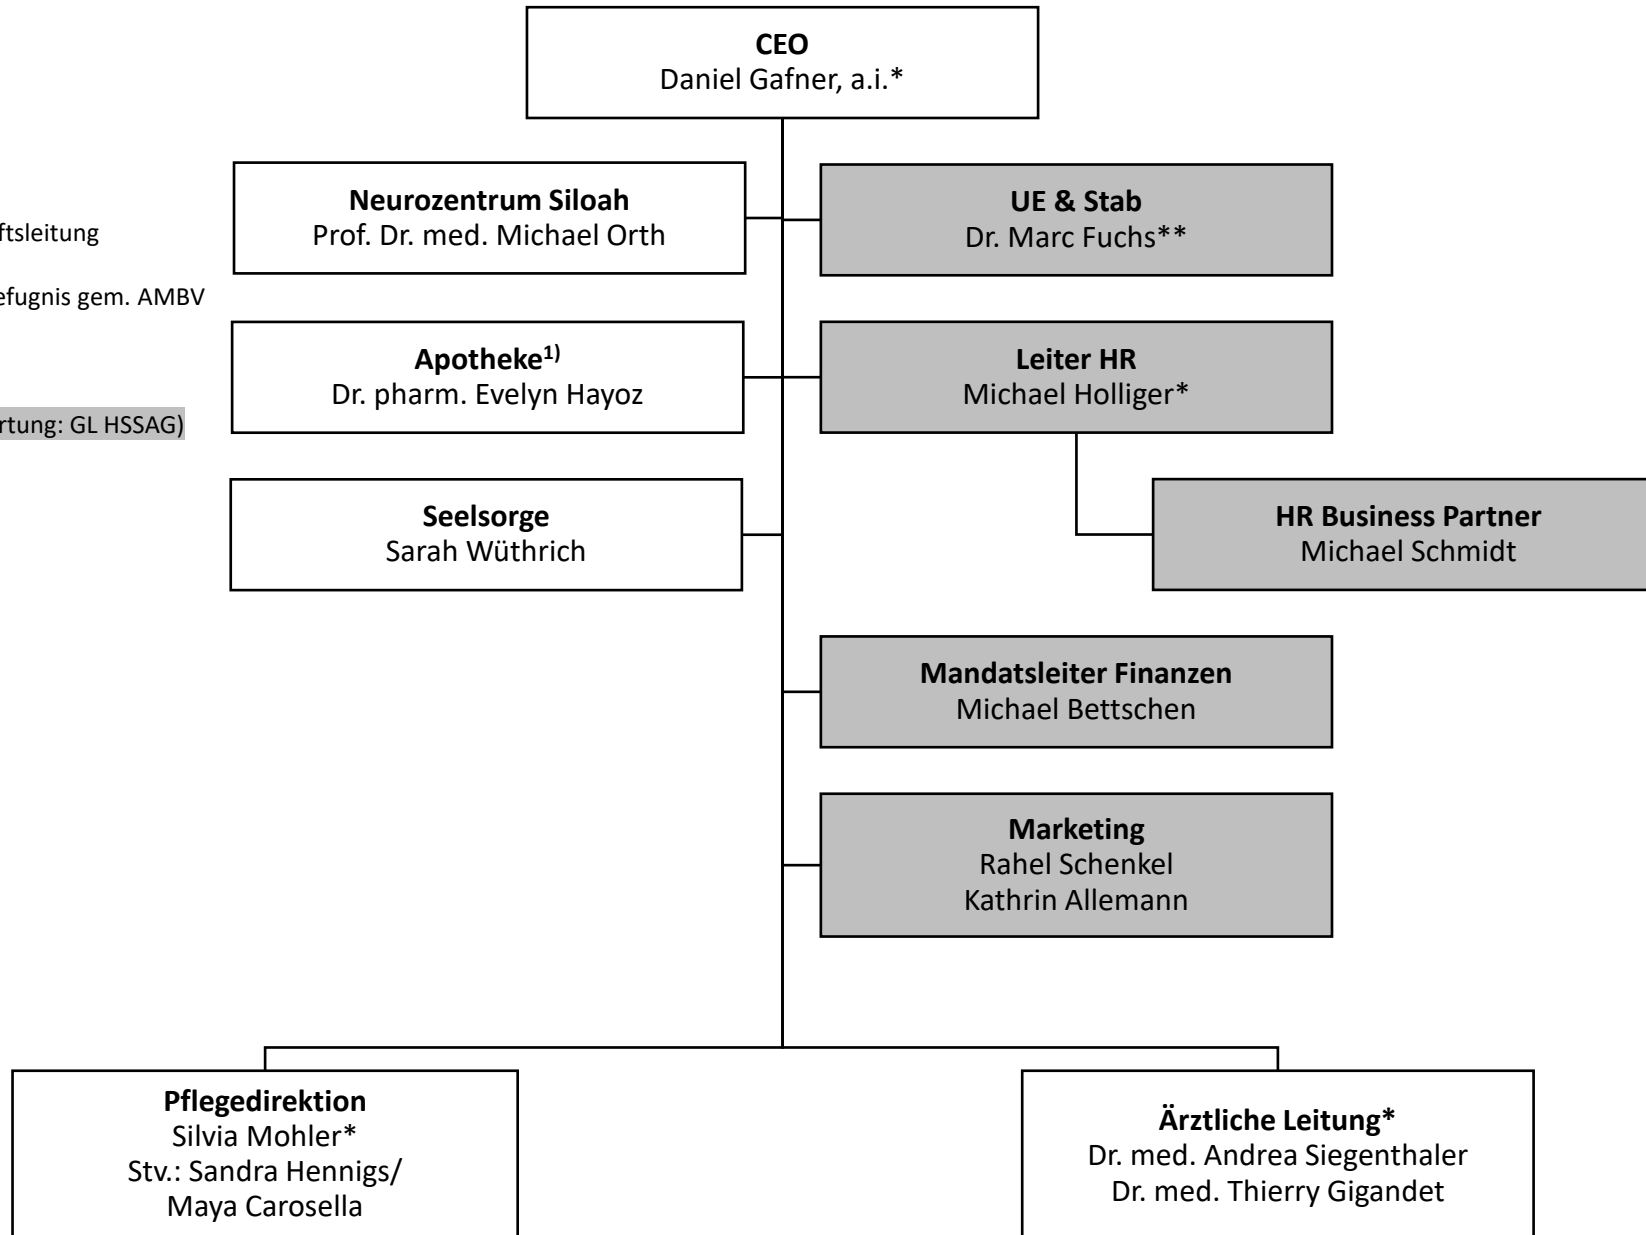 CEO
Daniel Gafner, a.i.*
Neurozentrum Siloah
Prof. Dr. med. Michael Orth
UE & Stab
Dr. Marc Fuchs**
ftsleitung
efugnis gem. AMBV
Apotheke¹⁾
Dr. pharm. Evelyn Hayoz
Leiter HR
Michael Holliger*
rtung: GL HSSAG)
Seelsorge
Sarah Wüthrich
HR Business Partner
Michael Schmidt
Mandatsleiter Finanzen
Michael Bettschen
Marketing
Rahel Schenkel
Kathrin Allemann
Pflegedirektion
Silvia Mohler*
Stv.: Sandra Hennigs/
Maya Carosella
Ärztliche Leitung*
Dr. med. Andrea Siegenthaler
Dr. med. Thierry Gigandet